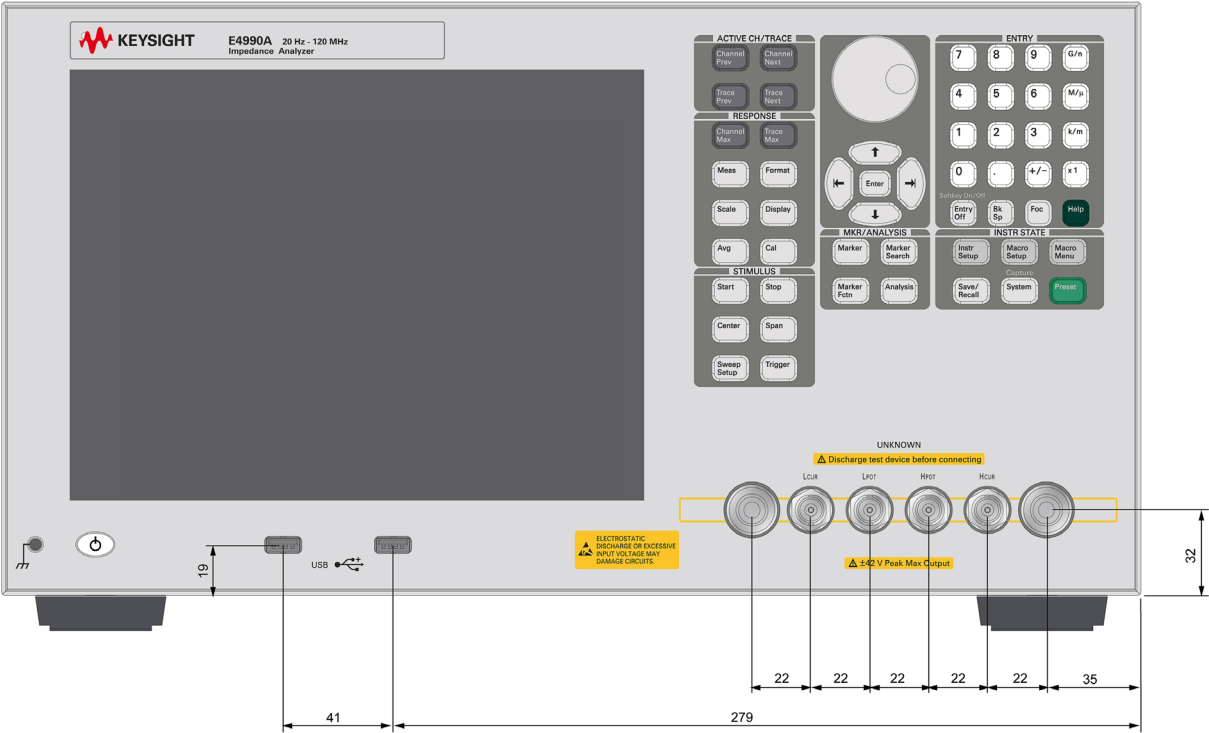 KEYSIGHT
E4990A 20 Hz - 120 MHz
Impedance Analyzer
ACTIVE CH/TRACE
Channel Prev
Channel Next
Trace Prev
Trace Next
RESPONSE
Channel Max
Trace Max
Meas
Format
Scale
Display
Avg
Cal
STIMULUS
Start
Stop
Center
Span
Sweep Setup
Trigger
Enter
MKR/ANALYSIS
Marker
Marker Search
Marker Fctn
Analysis
ENTRY
7 8 9 G/n
4 5 6 M/μ
1 2 3 k/m
0 . +/- x1
Softkey On/Off
Entry Off
Bk Sp
Foc
Help
INSTR STATE
Instr Setup
Macro Setup
Macro Menu
Capture
Save/ Recall
System
Preset
UNKNOWN
Discharge test device before connecting
LCUR LPOT HPOT HCUR
ELECTROSTATIC
DISCHARGE OR EXCESSIVE
INPUT VOLTAGE MAY
DAMAGE CIRCUITS.
±42 V Peak Max Output
USB
19
32
22 22 22 22 22 35
41
279